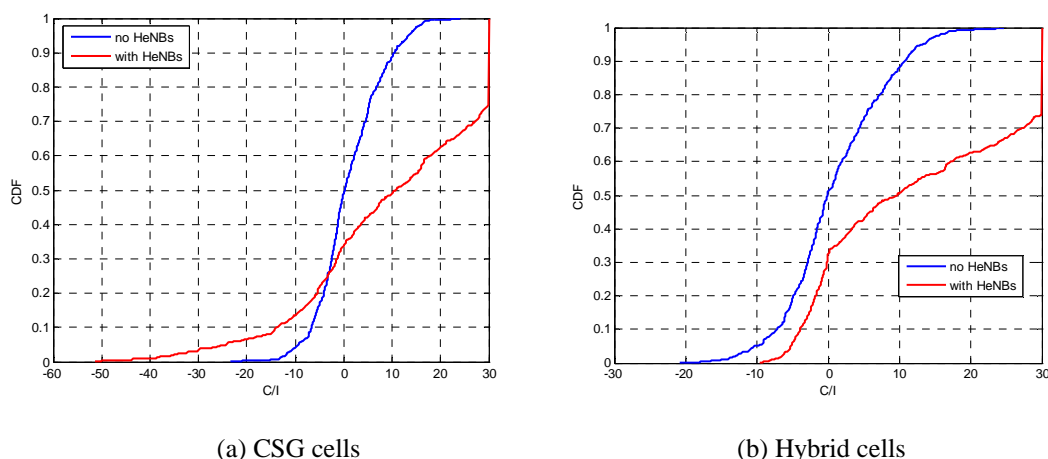 1
0.9
0.8
0.7
0.6
0.5
0.4
0.3
0.2
0.1
0
CDF
no HeNBs
with HeNBs
-60 -50 -40 -30 -20 -10 0 10 20 30
C/I
(a) CSG cells
1
0.9
0.8
0.7
0.6
0.5
0.4
0.3
0.2
0.1
0
CDF
no HeNBs
with HeNBs
-30 -20 -10 0 10 20 30
C/I
(b) Hybrid cells